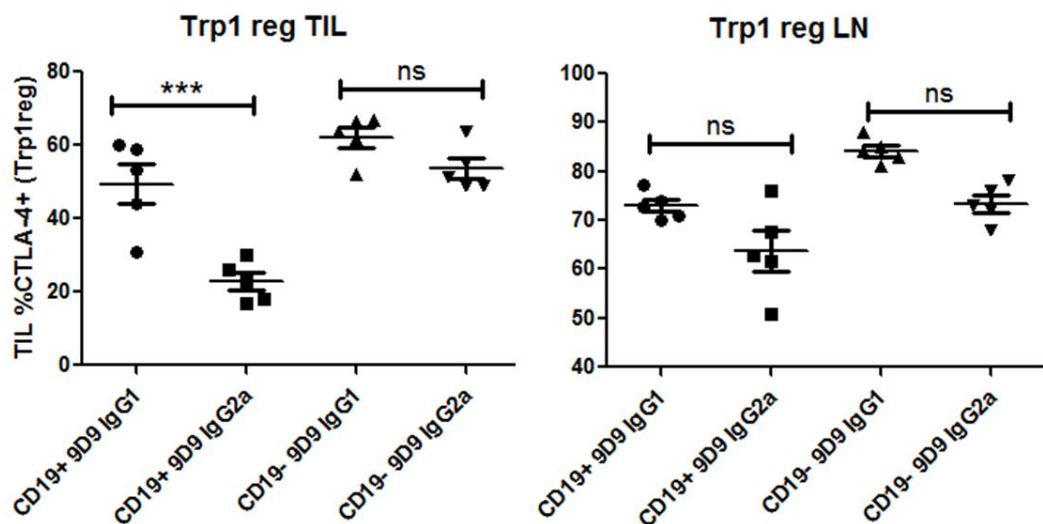 Trp1 reg TIL
TIL %CTLA-4+ (Trp1reg)
80
60
40
20
0
***
ns
CD19+ 9D9 IgG1
CD19+ 9D9 IgG2a
CD19- 9D9 IgG1
CD19- 9D9 IgG2a
Trp1 reg LN
100
90
80
70
60
50
40
ns
ns
CD19+ 9D9 IgG1
CD19+ 9D9 IgG2a
CD19- 9D9 IgG1
CD19- 9D9 IgG2a